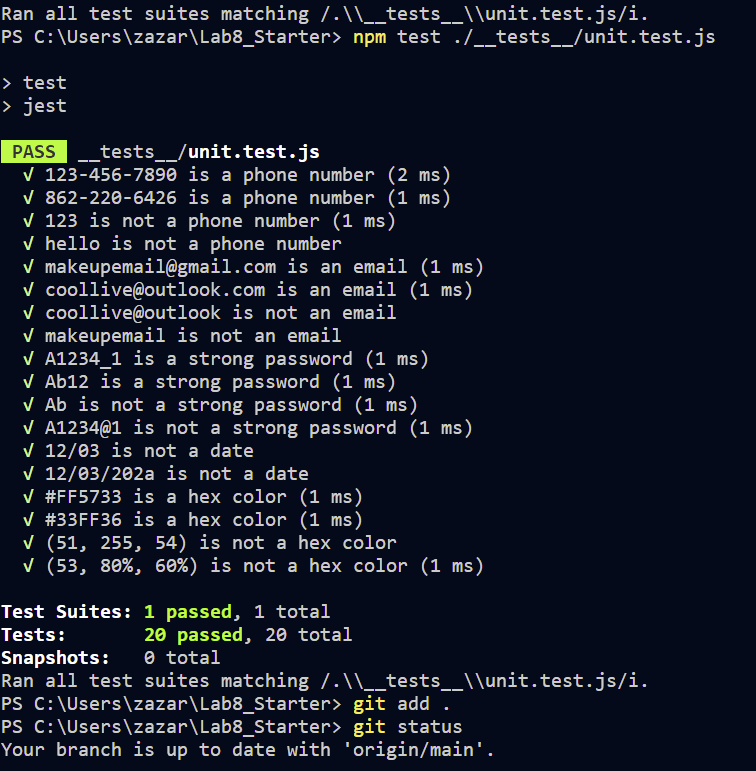 Ran all test suites matching /.\\__tests__\\unit.test.js/i.
PS C:\Users\zazar\Lab8_Starter> npm test ./__tests__/unit.test.js
> test
> jest
PASS __tests__/unit.test.js
√ 123-456-7890 is a phone number (2 ms)
√ 862-220-6426 is a phone number (1 ms)
√ 123 is not a phone number (1 ms)
√ hello is not a phone number
√ makeupemail@gmail.com is an email (1 ms)
√ coollive@outlook.com is an email (1 ms)
√ coollive@outlook is not an email
√ makeupemail is not an email
√ A1234_1 is a strong password (1 ms)
√ Ab12 is a strong password (1 ms)
√ Ab is not a strong password (1 ms)
√ A1234@1 is not a strong password (1 ms)
√ 12/03 is not a date
√ 12/03/202a is not a date
√ #FF5733 is a hex color (1 ms)
√ #33FF36 is a hex color (1 ms)
√ (51, 255, 54) is not a hex color
√ (53, 80%, 60%) is not a hex color (1 ms)
Test Suites: 1 passed, 1 total
Tests: 20 passed, 20 total
Snapshots: 0 total
Ran all test suites matching /.\\__tests__\\unit.test.js/i.
PS C:\Users\zazar\Lab8_Starter> git add .
PS C:\Users\zazar\Lab8_Starter> git status
Your branch is up to date with 'origin/main'.